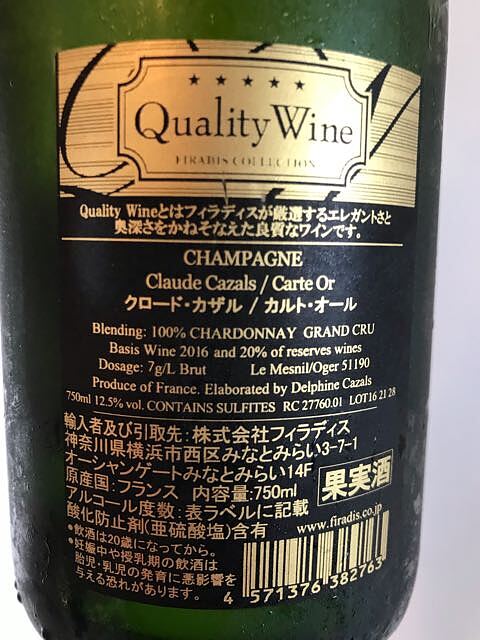 ★★★★★
Quality Wine
FIRADIS COLLECTION
Quality Wineとはフィラディスが厳選するエレガントさと
奥深さをかねそなえた良質なワインです。
CHAMPAGNE
Claude Cazals / Carte Or
クロード・カザル / カルト・オール
Blending: 100% CHARDONNAY GRAND CRU
Basis Wine 2016 and 20% of reserves wines
Dosage: 7g/L Brut Le Mesnil/Oger 51190
Produce of France. Elaborated by Delphine Cazals
750ml 12.5% vol. CONTAINS SULFITES RC 27760.01 LOT16 21 28
輸入者及び引取先:株式会社フィラディス
神奈川県横浜市西区みなとみらい3-7-1
オーシャンゲートみなとみらい14F
原産国:フランス 内容量:750ml
果実酒
アルコール度数:表ラベルに記載
酸化防止剤(亜硫酸塩)含有
www.firadis.co.jp
●飲酒は20歳になってから。
●妊娠中や授乳期の飲酒は
胎児・乳児の発育に悪影響を
与える恐れがあります。
4 571376 382763